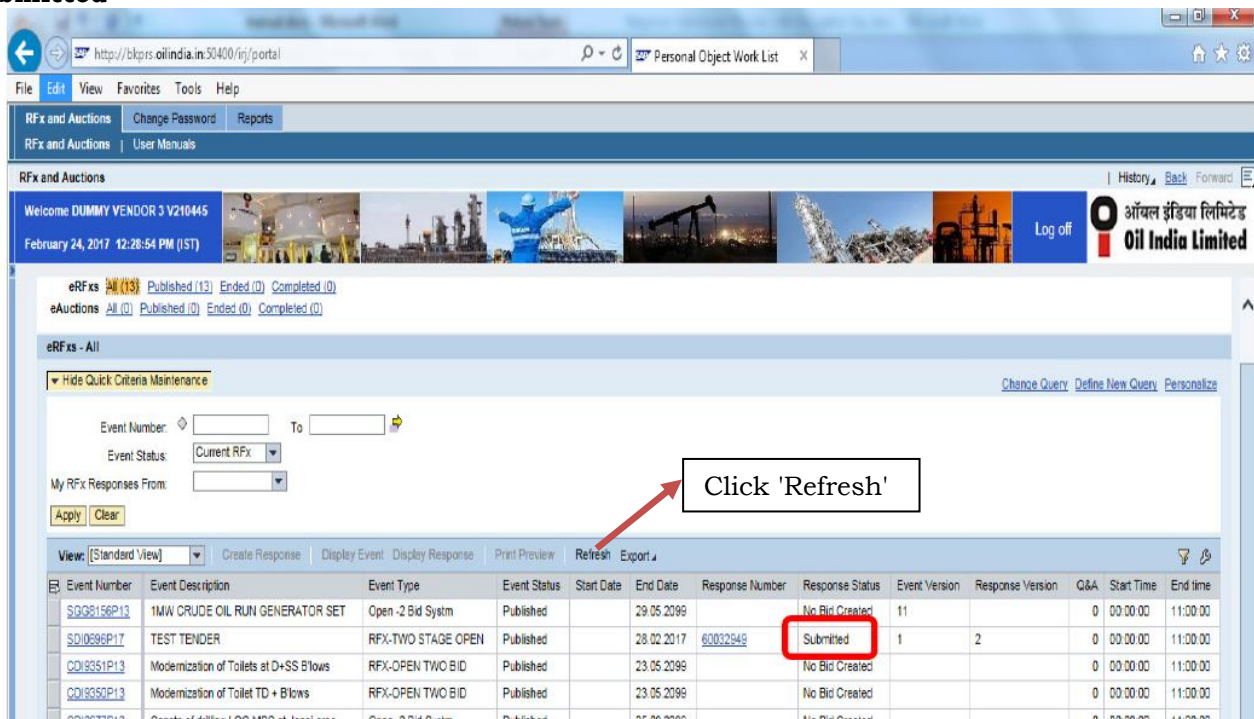 http://bkprs.oilindia.in:50400/irj/portal
Personal Object Work List
File Edit View Favorites Tools Help
RFx and Auctions Change Password Reports
RFx and Auctions | User Manuals
RFx and Auctions | History Back Forward
Welcome DUMMY VENDOR 3 V210445
February 24, 2017 12:28:54 PM (IST)
Log off
ऑयल इंडिया लिमिटेड
Oil India Limited
eRFxs All (13) Published (13) Ended (0) Completed (0)
eAuctions All (0) Published (0) Ended (0) Completed (0)
eRFxs - All
Hide Quick Criteria Maintenance
Change Query Define New Query Personalize
Event Number: To
Event Status: Current RFx
My RFx Responses From:
Click 'Refresh'
Apply Clear
View: [Standard View] Create Response Display Event Display Response Print Preview Refresh Export
Event Number Event Description Event Type Event Status Start Date End Date Response Number Response Status Event Version Response Version Q&A Start Time End time
SGG8156P13 1MW CRUDE OIL RUN GENERATOR SET Open -2 Bid Systm Published 29.05.2099 No Bid Created 11 0 00:00:00 11:00:00
SDI0696P17 TEST TENDER RFX-TWO STAGE OPEN Published 28.02.2017 60032949 Submitted 1 2 0 00:00:00 11:00:00
CDI9351P13 Modernization of Toilets at D+SS B'lows RFX-OPEN TWO BID Published 23.05.2099 No Bid Created 0 00:00:00 11:00:00
CDI9350P13 Modernization of Toilet TD + B'lows RFX-OPEN TWO BID Published 23.05.2099 No Bid Created 0 00:00:00 11:00:00